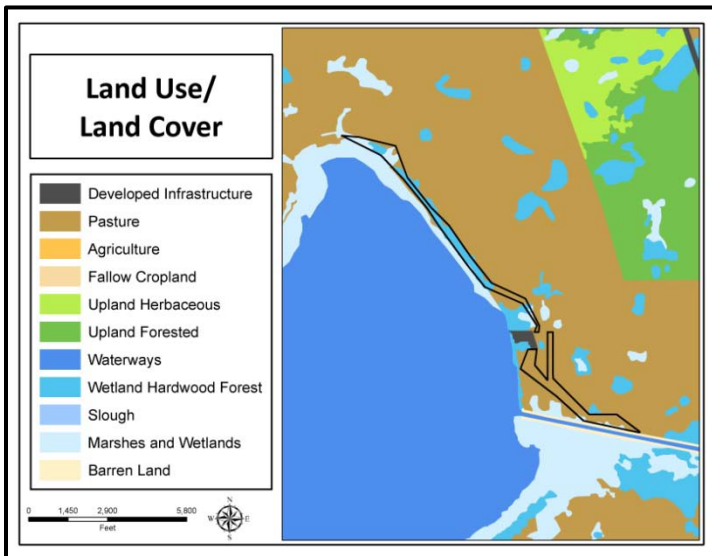 Land Use/
Land Cover
Developed Infrastructure
Pasture
Agriculture
Fallow Cropland
Upland Herbaceous
Upland Forested
Waterways
Wetland Hardwood Forest
Slough
Marshes and Wetlands
Barren Land
0 1,450 2,900 5,800
Feet
N
W E
S